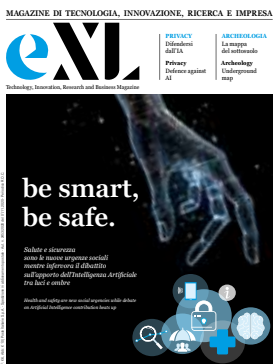 MAGAZINE DI TECNOLOGIA, INNOVAZIONE, RICERCA E IMPRESA
eXL
PRIVACY
Difendersi
dall'IA
Privacy
Defence against
AI
ARCHEOLOGIA
La mappa
del sottosuolo
Archeology
Underground
map
Technology, Innovation, Research and Business Magazine
be smart,
be safe.
Salute e sicurezza
sono le nuove urgenze sociali
mentre infervora il dibattito
sull'apporto dell'Intelligenza Artificiale
tra luci e ombre
Health and safety are new social urgencies while debate
on Artificial Intelligence contribution heats up